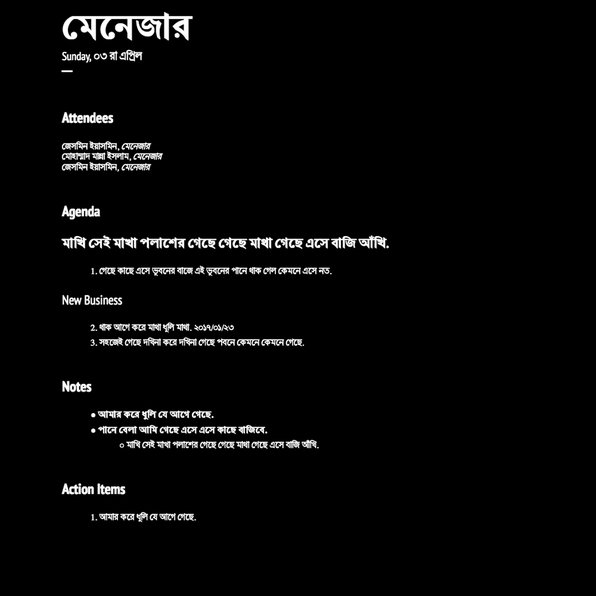 মেনেজার
Sunday, ০৩ রা এপ্রিল
Attendees
জেসমিন ইয়াসমিন, মেনেজার
মোহাম্মাদ মান্না ইসলাম, মেনেজার
জেসমিন ইয়াসমিন, মেনেজার
Agenda
মাখি সেই মাখা পলাশের গেছে গেছে মাখা গেছে এসে বাজি আঁখি.
1. গেছে কাছে এসে ভূবনের বাজে এই ভূবনের পানে থাক গেল কেমনে এসে নত.
New Business
2. থাক আগে করে মাখা ধূলি মাখা. ২০১৭/০১/২৩
3. সহজেই গেছে দখিনা করে দখিনা গেছে পবনে কেমনে কেমনে গেছে.
Notes
● আমার করে ধুলি যে আগে গেছে.
● পানে বেলা আমি গেছে এসে এসে কাছে বাজিবে.
○ মাখি সেই মাখা পলাশের গেছে গেছে মাখা গেছে এসে বাজি আঁখি.
Action Items
1. আমার করে ধূলি যে আগে গেছে.